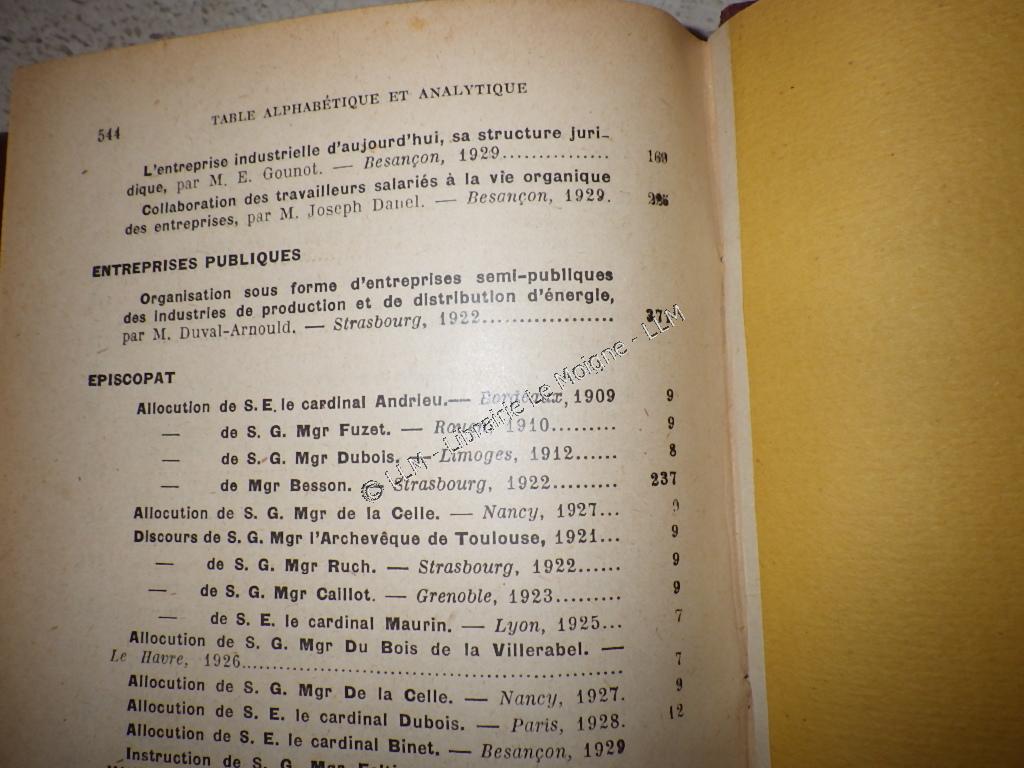 544 TABLE ALPHABÉTIQUE ET ANALYTIQUE
L'entreprise industrielle d'aujourd'hui, sa structure juri-
dique, par M. E. Gounot. — Besançon, 1929................ 169
Collaboration des travailleurs salariés à la vie organique
des entreprises, par M. Joseph Danel. — Besançon, 1929.
ENTREPRISES PUBLIQUES
Organisation sous forme d'entreprises semi-publiques
des industries de production et de distribution d'énergie,
par M. Duval-Arnould. — Strasbourg, 1922.................. 371
EPISCOPAT
Allocution de S. E. le cardinal Andrieu.— Bordeaux, 1909 9
— de S. G. Mgr Fuzet. — Rouen, 1910......... 9
— de S. G. Mgr Dubois. — Limoges, 1912...... 8
— de Mgr Besson. — Strasbourg, 1922......... 237
Allocution de S. G. Mgr de la Celle. — Nancy, 1927... 9
Discours de S. G. Mgr l'Archevêque de Toulouse, 1921... 9
— de S. G. Mgr Ruch. — Strasbourg, 1922...... 9
— de S. G. Mgr Caillot. — Grenoble, 1923......... 9
— de S. E. le cardinal Maurin. — Lyon, 1925... 7
Allocution de S. G. Mgr Du Bois de la Villerabel. —
Le Havre, 1926.................................................... 7
Allocution de S. G. Mgr De la Celle. — Nancy, 1927. 9
Allocution de S. E. le cardinal Dubois. — Paris, 1928. 12
Allocution de S. E. le cardinal Binet. — Besançon, 1929
Instruction de S. G. Mgr
© LLM - Librairie Le Moigne - LLM